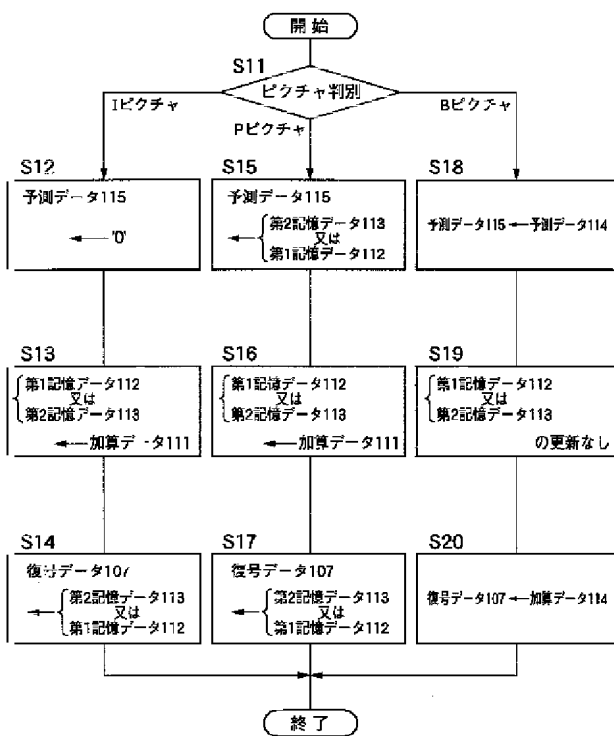 開始
S11
ピクチャ判別
Iピクチャ
Pピクチャ
Bピクチャ
S12
予測データ115
'0'
S15
予測データ115
第2記憶データ113
又は
第1記憶データ112
S18
予測データ115←予測データ114
S13
第1記憶データ112
又は
第2記憶データ113
←加算データ111
S16
第1記憶データ112
又は
第2記憶データ113
←加算データ111
S19
第1記憶データ112
又は
第2記憶データ113
の更新なし
S14
復号データ107
第2記憶データ113
又は
第1記憶データ112
S17
復号データ107
第2記憶データ113
又は
第1記憶データ112
S20
復号データ107←加算データ114
終了